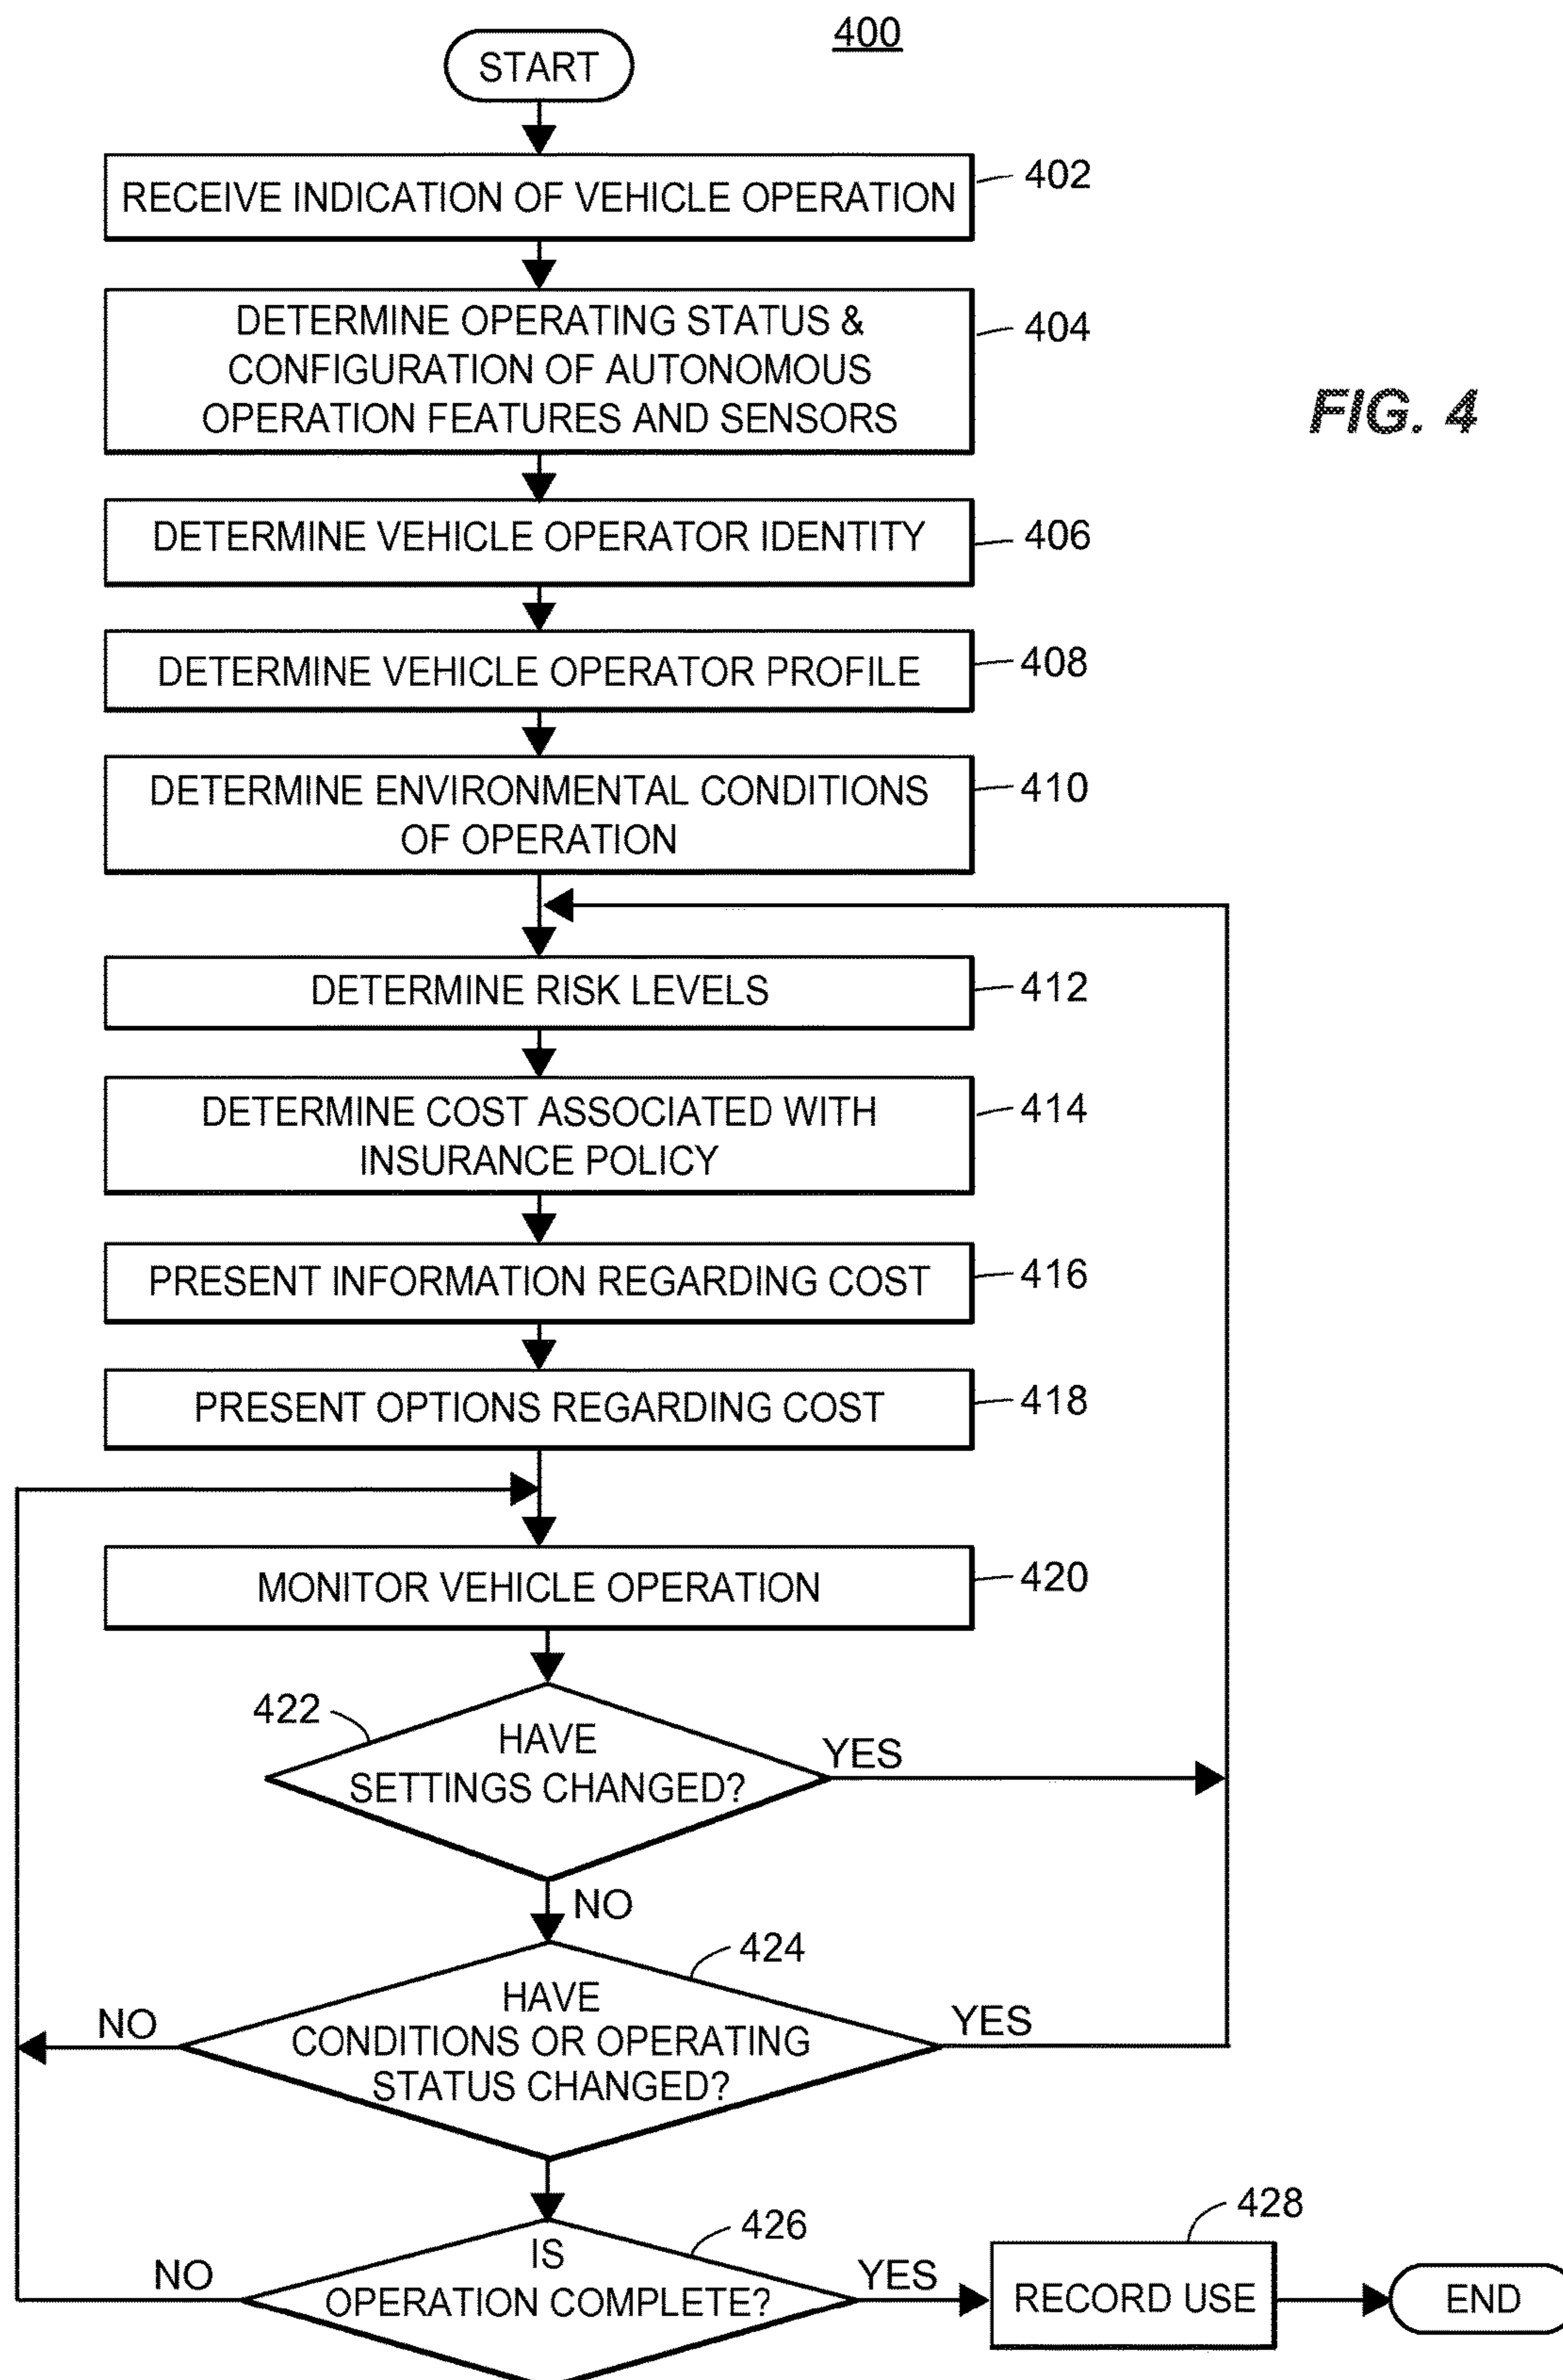 400
START
RECEIVE INDICATION OF VEHICLE OPERATION
402
DETERMINE OPERATING STATUS &
CONFIGURATION OF AUTONOMOUS
OPERATION FEATURES AND SENSORS
404
FIG. 4
DETERMINE VEHICLE OPERATOR IDENTITY
406
DETERMINE VEHICLE OPERATOR PROFILE
408
DETERMINE ENVIRONMENTAL CONDITIONS
OF OPERATION
410
DETERMINE RISK LEVELS
412
DETERMINE COST ASSOCIATED WITH
INSURANCE POLICY
414
PRESENT INFORMATION REGARDING COST
416
PRESENT OPTIONS REGARDING COST
418
MONITOR VEHICLE OPERATION
420
422
HAVE
SETTINGS CHANGED?
YES
NO
424
HAVE
CONDITIONS OR OPERATING
STATUS CHANGED?
NO
YES
426
IS
OPERATION COMPLETE?
NO
YES
428
RECORD USE
END